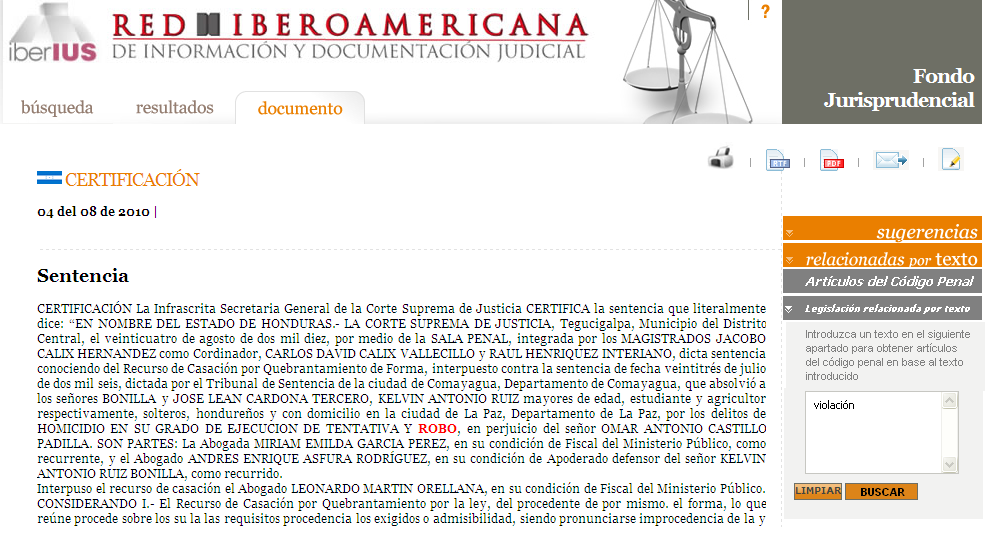 iberIUS
RED IBEROAMERICANA
DE INFORMACIÓN Y DOCUMENTACIÓN JUDICIAL
?
Fondo
Jurisprudencial
búsqueda
resultados
documento
RTF
PDF
CERTIFICACIÓN
04 del 08 de 2010 |
Sentencia
CERTIFICACIÓN La Infrascrita Secretaria General de la Corte Suprema de Justicia CERTIFICA la sentencia que literalmente
dice: “EN NOMBRE DEL ESTADO DE HONDURAS.- LA CORTE SUPREMA DE JUSTICIA, Tegucigalpa, Municipio del Distrito
Central, el veinticuatro de agosto de dos mil diez, por medio de la SALA PENAL, integrada por los MAGISTRADOS JACOBO
CALIX HERNANDEZ como Cordinador, CARLOS DAVID CALIX VALLECILLO y RAUL HENRIQUEZ INTERIANO, dicta sentencia
conociendo del Recurso de Casación por Quebrantamiento de Forma, interpuesto contra la sentencia de fecha veintitrés de julio
de dos mil seis, dictada por el Tribunal de Sentencia de la ciudad de Comayagua, Departamento de Comayagua, que absolvió a
los señores BONILLA y JOSE LEAN CARDONA TERCERO, KELVIN ANTONIO RUIZ mayores de edad, estudiante y agricultor
respectivamente, solteros, hondureños y con domicilio en la ciudad de La Paz, Departamento de La Paz, por los delitos de
HOMICIDIO EN SU GRADO DE EJECUCION DE TENTATIVA Y ROBO, en perjuicio del señor OMAR ANTONIO CASTILLO
PADILLA. SON PARTES: La Abogada MIRIAM EMILDA GARCIA PEREZ, en su condición de Fiscal del Ministerio Público, como
recurrente, y el Abogado ANDRES ENRIQUE ASFURA RODRÍGUEZ, en su condición de Apoderado defensor del señor KELVIN
ANTONIO RUIZ BONILLA, como recurrido.
Interpuso el recurso de casación el Abogado LEONARDO MARTIN ORELLANA, en su condición de Fiscal del Ministerio Público.
CONSIDERANDO I.- El Recurso de Casación por Quebrantamiento por la ley, del procedente de por mismo. el forma, lo que
reúne procede sobre los su la las requisitos procedencia los exigidos o admisibilidad, siendo pronunciarse improcedencia de la y
sugerencias
relacionadas por texto
Artículos del Código Penal
Legislación relacionada por texto
Introduzca un texto en el siguiente
apartado para obtener artículos
del código penal en base al texto
introducido
violación
LIMPIAR
BUSCAR